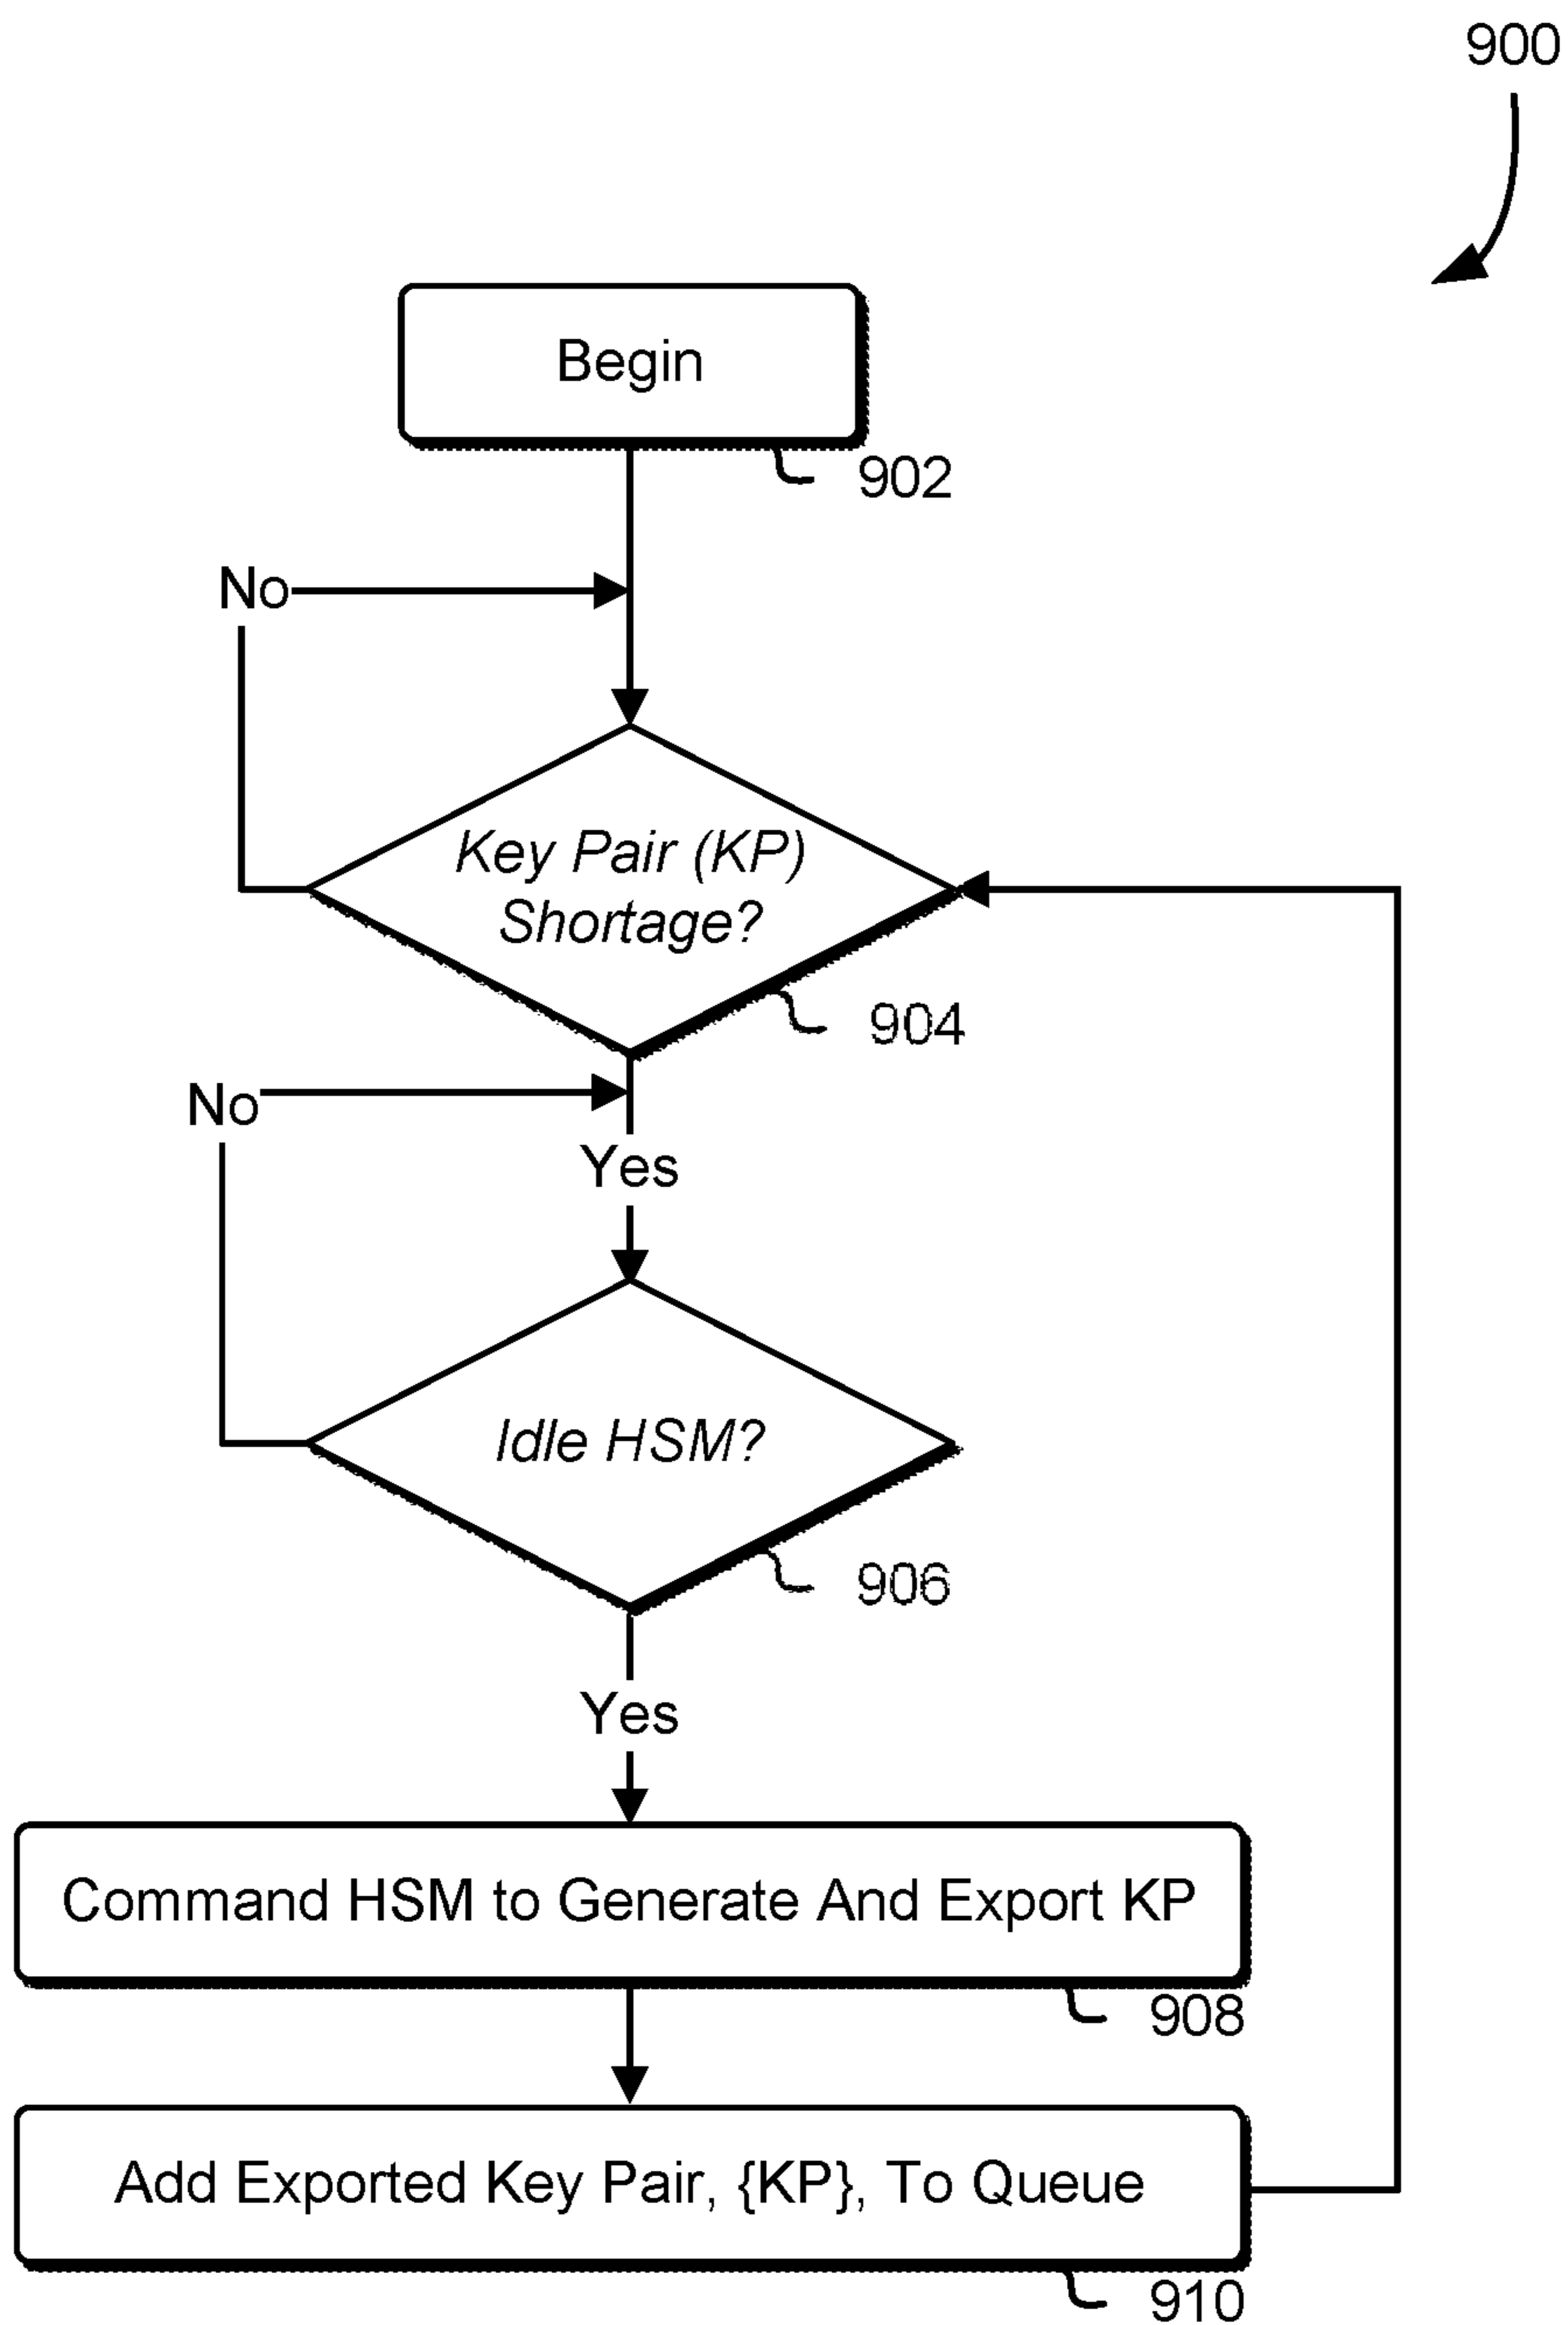 900
Begin
902
No
Key Pair (KP)
Shortage?
904
No
Yes
Idle HSM?
906
Yes
Command HSM to Generate And Export KP
908
Add Exported Key Pair, {KP}, To Queue
910